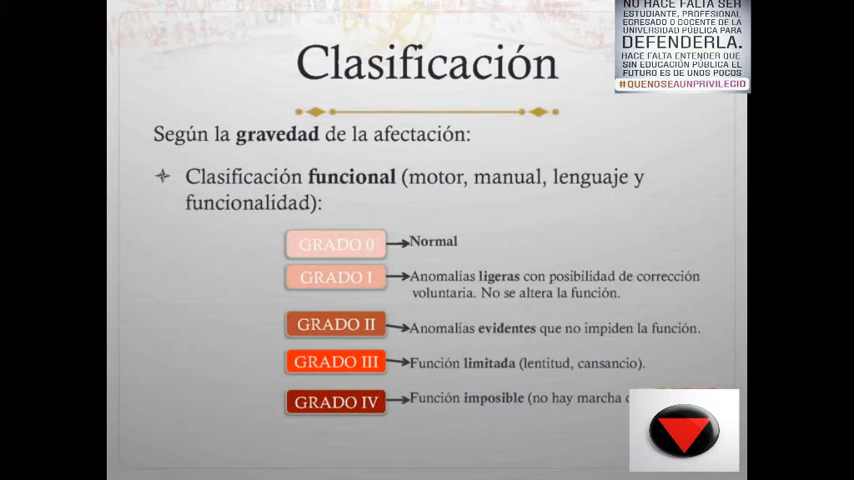 NO HACE FALTA SER
ESTUDIANTE, PROFESIONAL
EGRESADO O DOCENTE DE LA
UNIVERSIDAD PÚBLICA PARA
DEFENDERLA.
HACE FALTA ENTENDER QUE
SIN EDUCACIÓN PÚBLICA EL
FUTURO ES DE UNOS POCOS
#QUENOSEAUNPRIVILEGIO
Clasificación
Según la gravedad de la afectación:
Clasificación funcional (motor, manual, lenguaje y
funcionalidad):
GRADO 0 Normal
GRADO I Anomalías ligeras con posibilidad de corrección
voluntaria. No se altera la función.
GRADO II Anomalías evidentes que no impiden la función.
GRADO III Función limitada (lentitud, cansancio).
GRADO IV Función imposible (no hay marcha